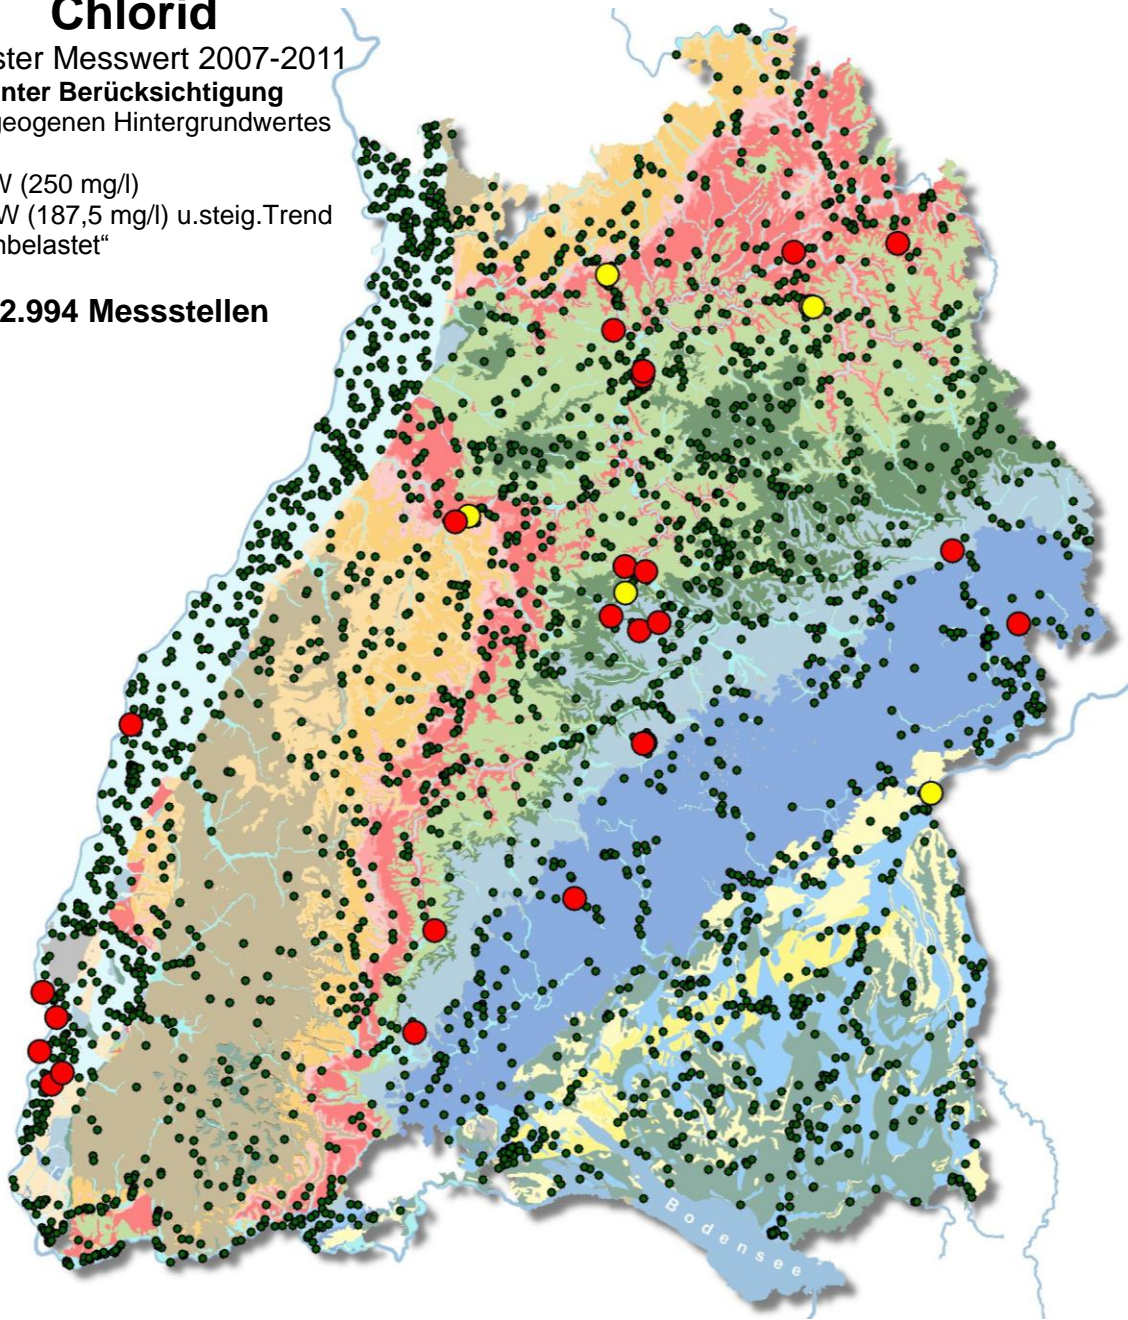 Chlorid
ster Messwert 2007-2011
nter Berücksichtigung
geogenen Hintergrundwertes
W (250 mg/l)
W (187,5 mg/l) u.steig.Trend
nbelastet“
2.994 Messstellen
Bodensee